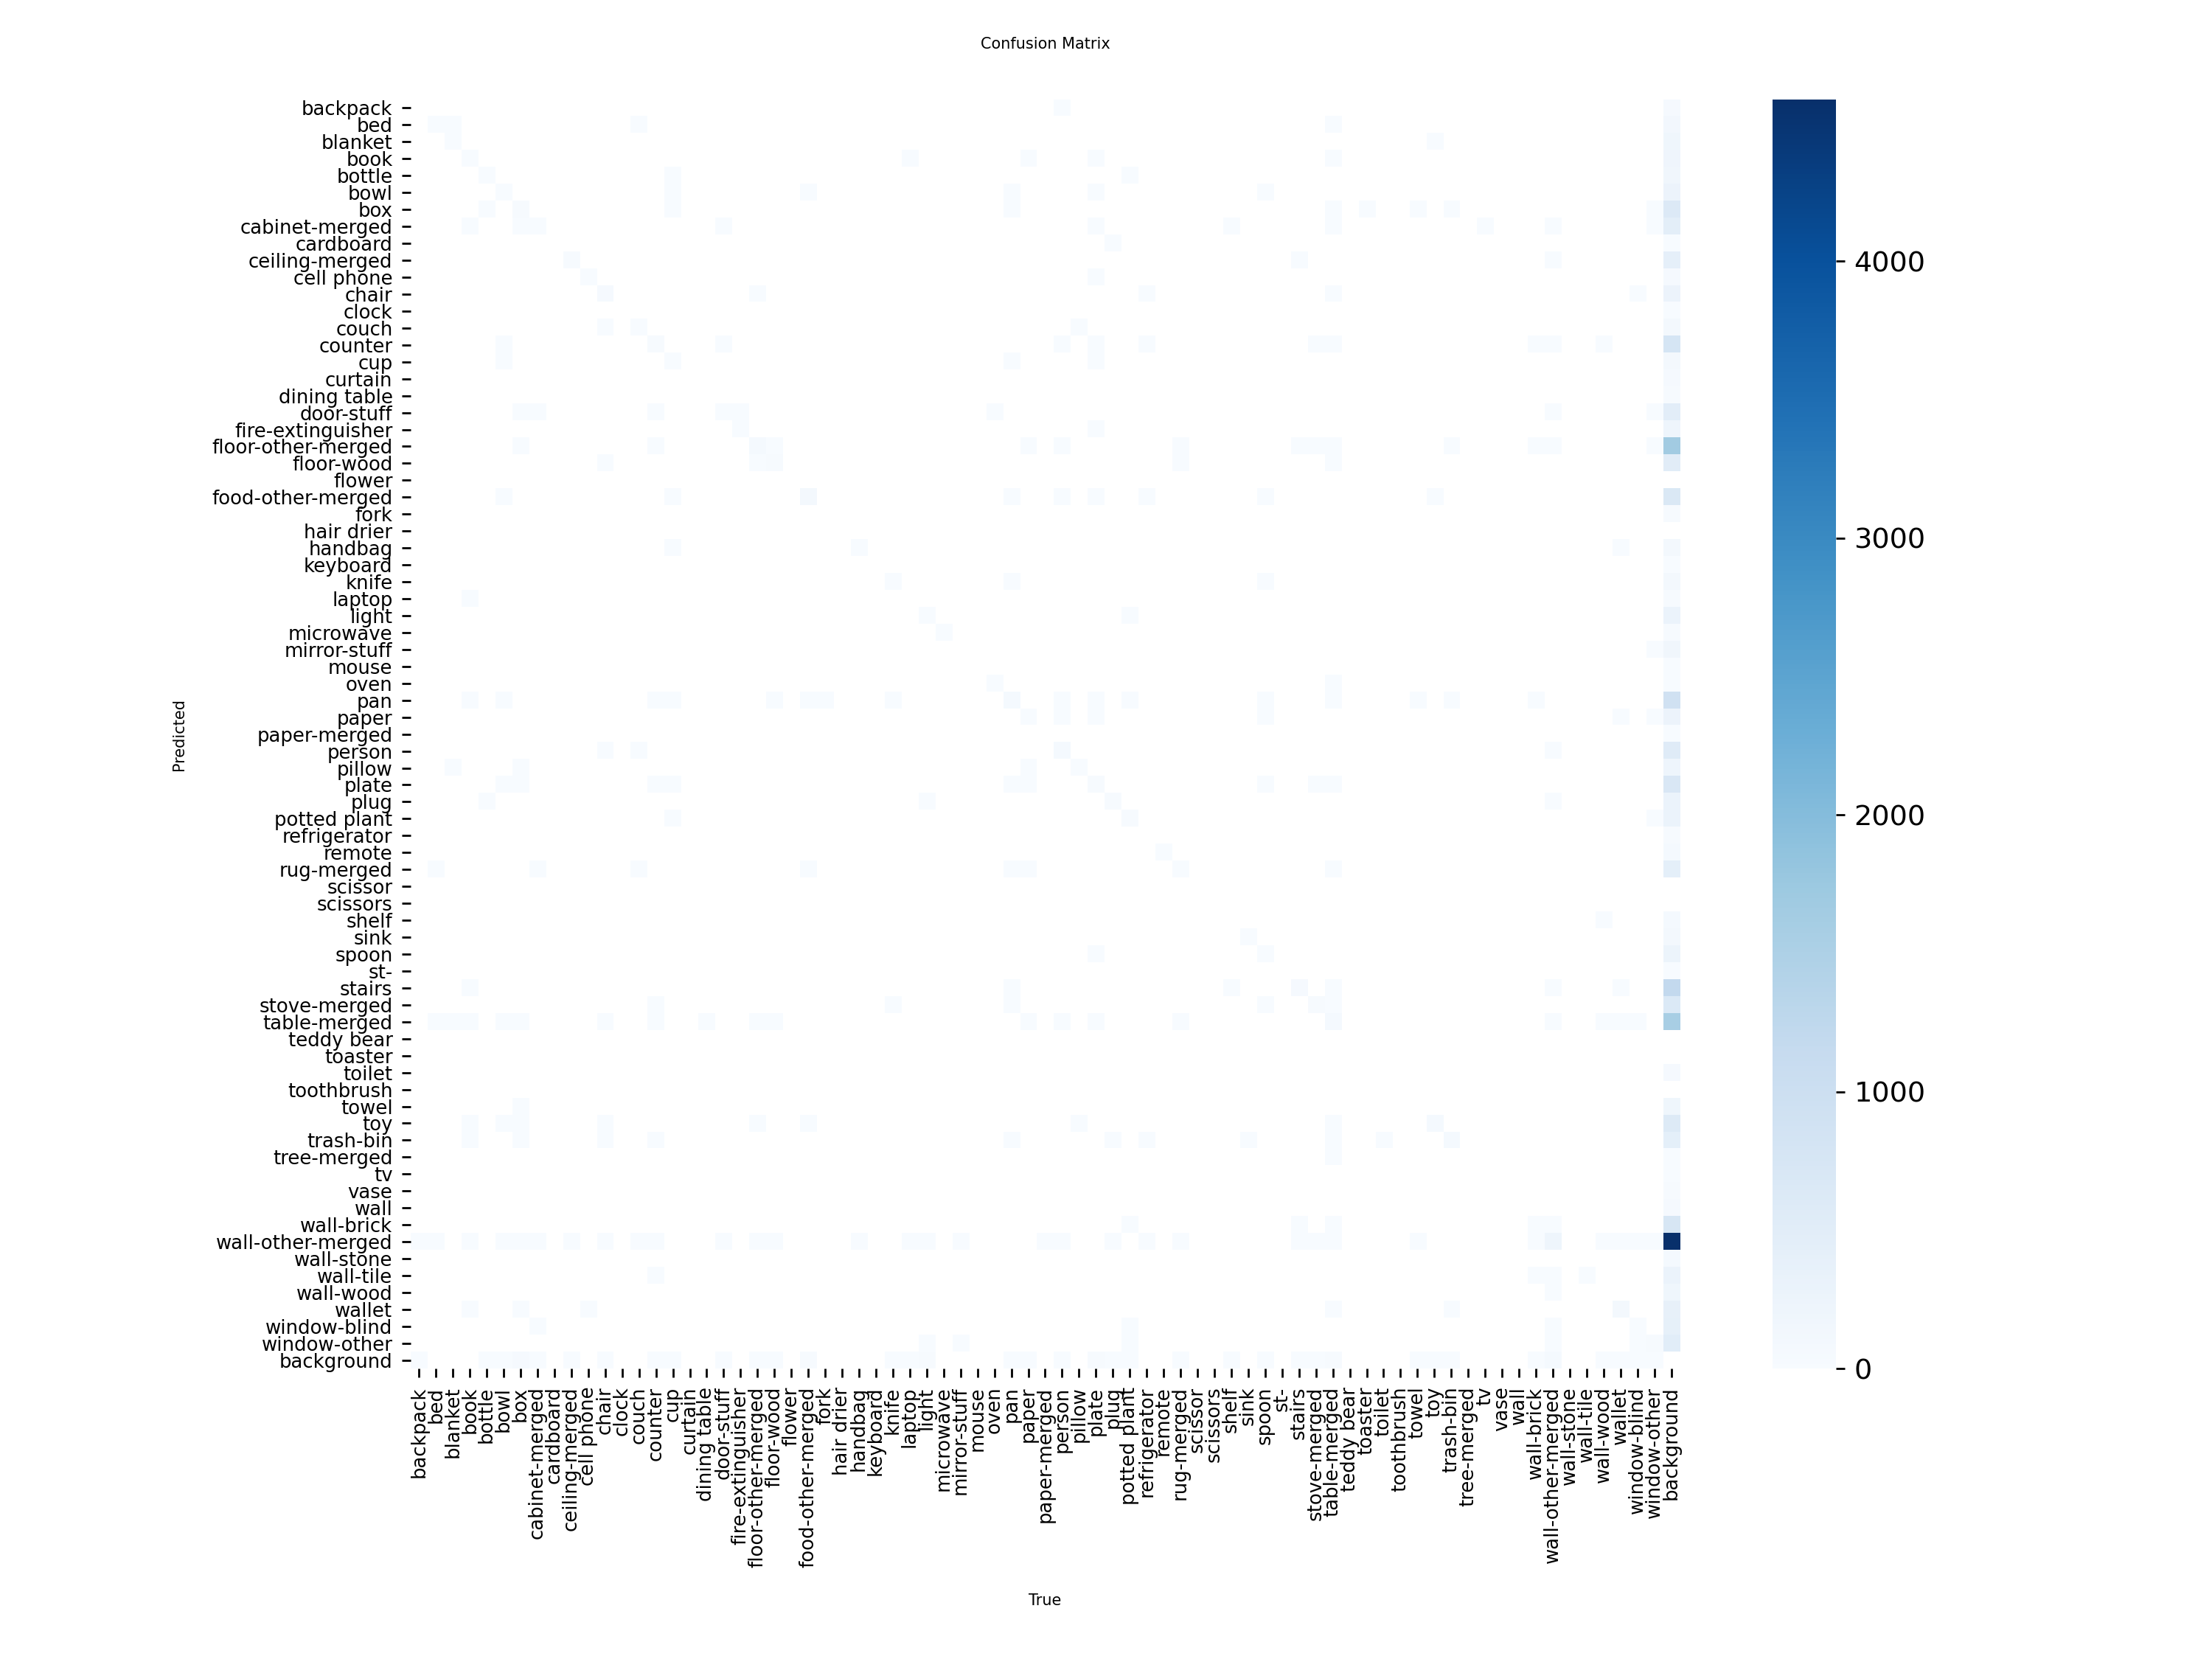 Confusion Matrix
Predicted
backpack
bed
blanket
book
bottle
bowl
box
cabinet-merged
cardboard
ceiling-merged
cell phone
chair
clock
couch
counter
cup
curtain
dining table
door-stuff
fire-extinguisher
floor-other-merged
floor-wood
flower
food-other-merged
fork
hair drier
handbag
keyboard
knife
laptop
light
microwave
mirror-stuff
mouse
oven
pan
paper
paper-merged
person
pillow
plate
plug
potted plant
refrigerator
remote
rug-merged
scissor
scissors
shelf
sink
spoon
st-
stairs
stove-merged
table-merged
teddy bear
toaster
toilet
toothbrush
towel
toy
trash-bin
tree-merged
tv
vase
wall
wall-brick
wall-other-merged
wall-stone
wall-tile
wall-wood
wallet
window-blind
window-other
background
backpack
bed
blanket
book
bottle
bowl
box
cabinet-merged
cardboard
ceiling-merged
cell phone
chair
clock
couch
counter
cup
curtain
dining table
door-stuff
fire-extinguisher
floor-other-merged
floor-wood
flower
food-other-merged
fork
hair drier
handbag
keyboard
knife
laptop
light
microwave
mirror-stuff
mouse
oven
pan
paper
paper-merged
person
pillow
plate
plug
potted plant
refrigerator
remote
rug-merged
scissor
scissors
shelf
sink
spoon
st-
stairs
stove-merged
table-merged
teddy bear
toaster
toilet
toothbrush
towel
toy
trash-bin
tree-merged
tv
vase
wall
wall-brick
wall-other-merged
wall-stone
wall-tile
wall-wood
wallet
window-blind
window-other
background
True
4000
3000
2000
1000
0